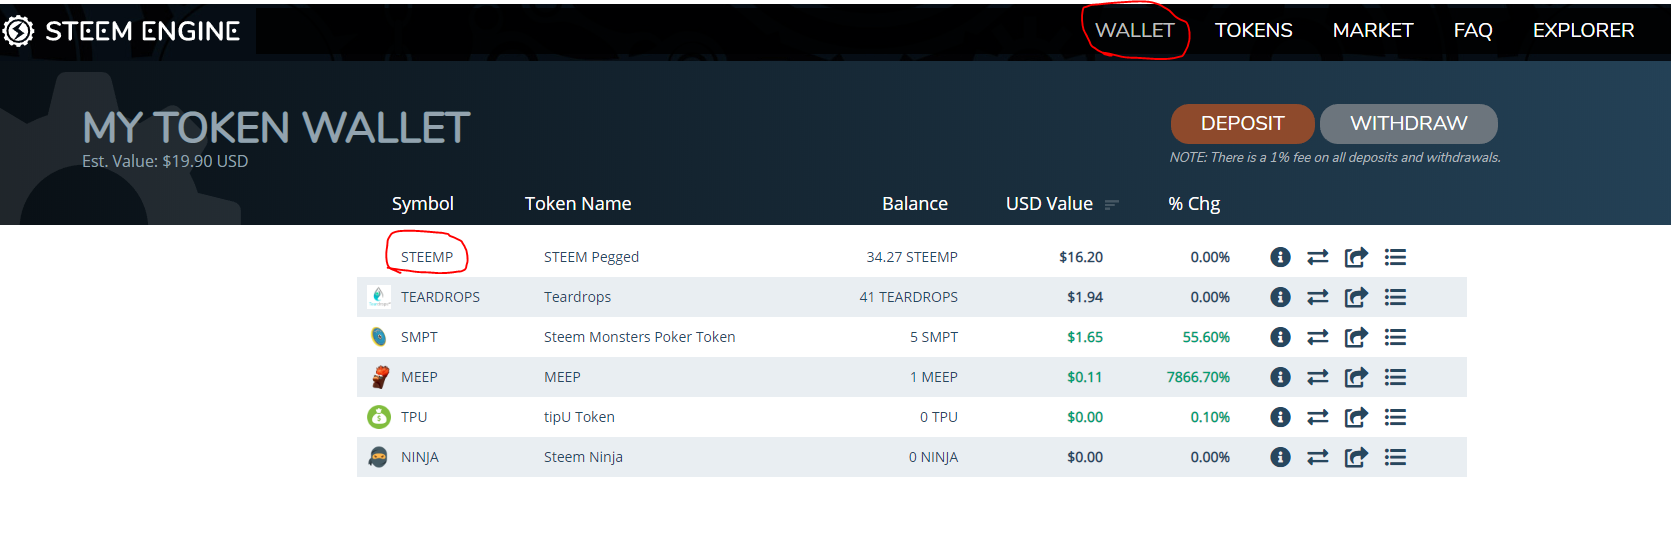 STEEM ENGINE WALLET TOKENS MARKET FAQ EXPLORER
MY TOKEN WALLET DEPOSIT WITHDRAW
Est. Value: $19.90 USD NOTE: There is a 1% fee on all deposits and withdrawals.
Symbol Token Name Balance USD Value % Chg
STEEMP STEEM Pegged 34.27 STEEMP $16.20 0.00%
TEARDROPS Teardrops 41 TEARDROPS $1.94 0.00%
SMPT Steem Monsters Poker Token 5 SMPT $1.65 55.60%
MEEP MEEP 1 MEEP $0.11 7866.70%
TPU tipU Token 0 TPU $0.00 0.10%
NINJA Steem Ninja 0 NINJA $0.00 0.00%